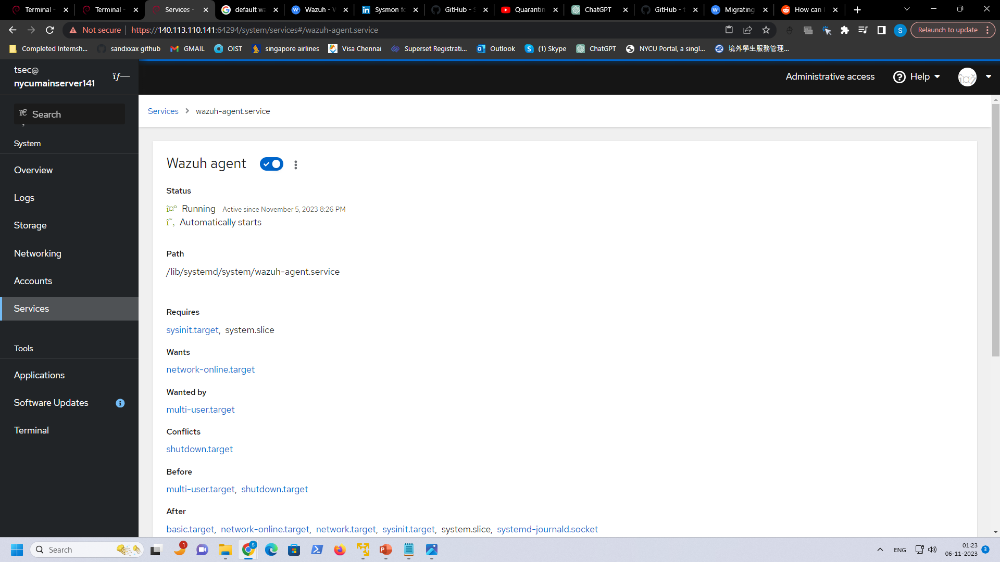 Terminal -
Terminal -
Services -
default wa
Wazuh - W
Sysmon fo
GitHub - S
Quarantin
ChatGPT
GitHub - t
Migrating
How can I
Not secure
https://140.113.110.141:64294/system/services#/wazuh-agent.service
S
Relaunch to update
Completed Internsh...
sandxxax github
GMAIL
OIST
singapore airlines
Visa Chennai
Superset Registrati...
Outlook
(1) Skype
ChatGPT
NYCU Portal, a singl...
境外學生服務管理...
tsec@
nycumainserver141
ïƒ—
Administrative access
Help
Search
System
Overview
Logs
Storage
Networking
Accounts
Services
Tools
Applications
Software Updates
Terminal
Services > wazuh-agent.service
Wazuh agent
Status
Running Active since November 5, 2023 8:26 PM
Automatically starts
Path
/lib/systemd/system/wazuh-agent.service
Requires
sysinit.target, system.slice
Wants
network-online.target
Wanted by
multi-user.target
Conflicts
shutdown.target
Before
multi-user.target, shutdown.target
After
basic.target, network-online.target, network.target, sysinit.target, system.slice, systemd-journald.socket
Search
1
S
ENG
01:23
06-11-2023
3